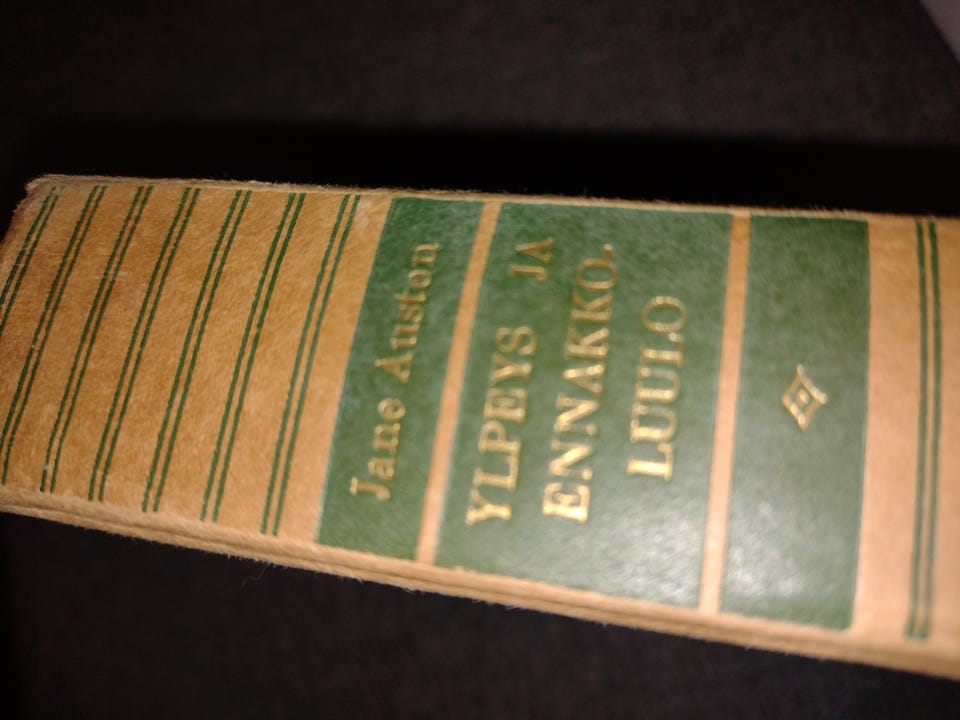 Jane Austen
YLPEYS JA
ENNAKKO-
LUULO